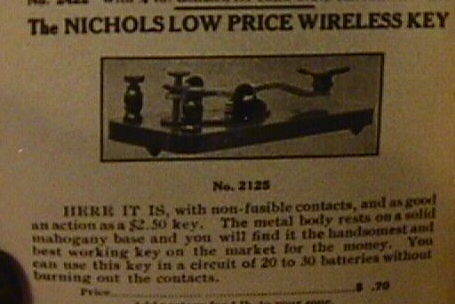 The NICHOLS LOW PRICE WIRELESS KEY
No. 2125
HERE IT IS, with non-fusible contacts, and as good
an action as a $2.50 key. The metal body rests on a solid
mahogany base and you will find it the handsomest and
best working key on the market for the money. You
can use this key in a circuit of 20 to 30 batteries without
burning out the contacts.
Price $ .70